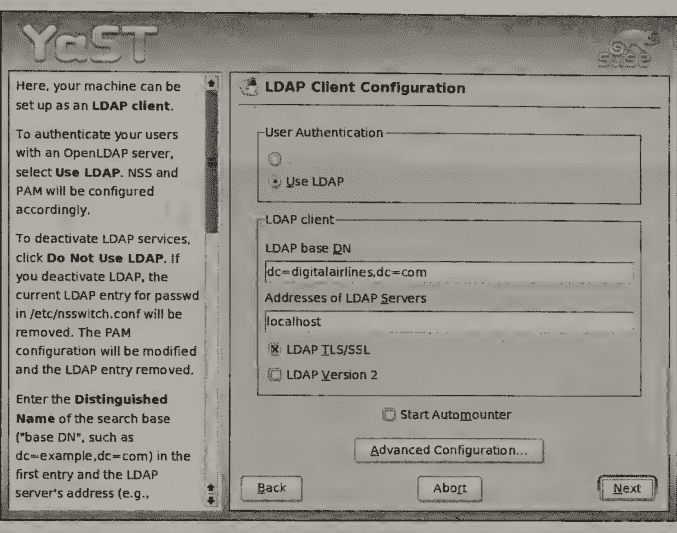 YaST
SUSE
Here, your machine can be
set up as an LDAP client.
To authenticate your users
with an OpenLDAP server,
select Use LDAP. NSS and
PAM will be configured
accordingly.
To deactivate LDAP services,
click Do Not Use LDAP. If
you deactivate LDAP, the
current LDAP entry for passwd
in /etc/nsswitch.conf will be
removed. The PAM
configuration will be modified
and the LDAP entry removed.
Enter the Distinguished
Name of the search base
("base DN", such as
dc=example,dc=com) in the
first entry and the LDAP
server's address (e.g.,
LDAP Client Configuration
User Authentication
Use LDAP
LDAP client
LDAP base DN
dc=digitalairlines,dc=com
Addresses of LDAP Servers
localhost
LDAP TLS/SSL
LDAP Version 2
Start Automounter
Advanced Configuration...
Back
Abort
Next